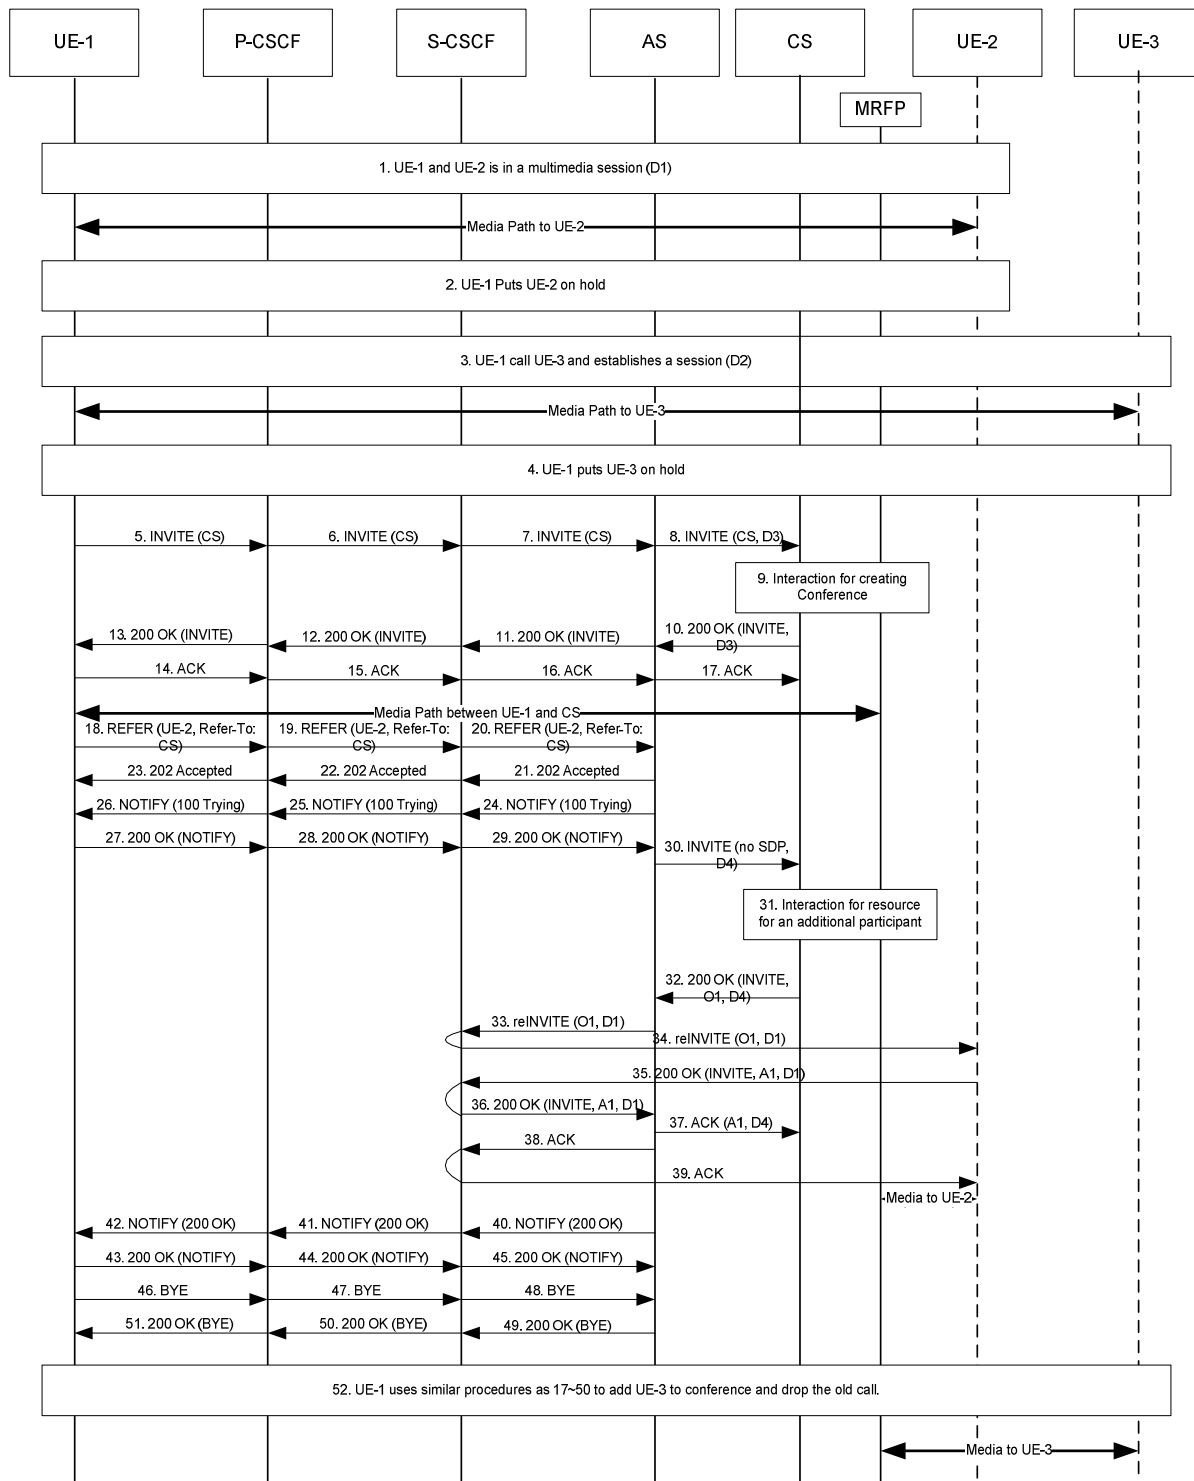 UE-1
P-CSCF
S-CSCF
AS
CS
UE-2
UE-3
MRFP
1. UE-1 and UE-2 is in a multimedia session (D1)
Media Path to UE-2
2. UE-1 Puts UE-2 on hold
3. UE-1 call UE-3 and establishes a session (D2)
Media Path to UE-3
4. UE-1 puts UE-3 on hold
5. INVITE (CS)
6. INVITE (CS)
7. INVITE (CS)
8. INVITE (CS, D3)
9. Interaction for creating
Conference
13. 200 OK (INVITE)
12. 200 OK (INVITE)
11. 200 OK (INVITE)
10. 200 OK (INVITE,
D3)
14. ACK
15. ACK
16. ACK
17. ACK
Media Path between UE-1 and CS
18. REFER (UE-2, Refer-To:
CS)
19. REFER (UE-2, Refer-To:
CS)
20. REFER (UE-2, Refer-To:
CS)
23. 202 Accepted
22. 202 Accepted
21. 202 Accepted
26. NOTIFY (100 Trying)
25. NOTIFY (100 Trying)
24. NOTIFY (100 Trying)
27. 200 OK (NOTIFY)
28. 200 OK (NOTIFY)
29. 200 OK (NOTIFY)
30. INVITE (no SDP,
D4)
31. Interaction for resource
for an additional participant
32. 200 OK (INVITE,
O1, D4)
33. reINVITE (O1, D1)
34. reINVITE (O1, D1)
35. 200 OK (INVITE, A1, D1)
36. 200 OK (INVITE, A1, D1)
37. ACK (A1, D4)
38. ACK
39. ACK
Media to UE-2
42. NOTIFY (200 OK)
41. NOTIFY (200 OK)
40. NOTIFY (200 OK)
43. 200 OK (NOTIFY)
44. 200 OK (NOTIFY)
45. 200 OK (NOTIFY)
46. BYE
47. BYE
48. BYE
51. 200 OK (BYE)
50. 200 OK (BYE)
49. 200 OK (BYE)
52. UE-1 uses similar procedures as 17~50 to add UE-3 to conference and drop the old call.
Media to UE-3